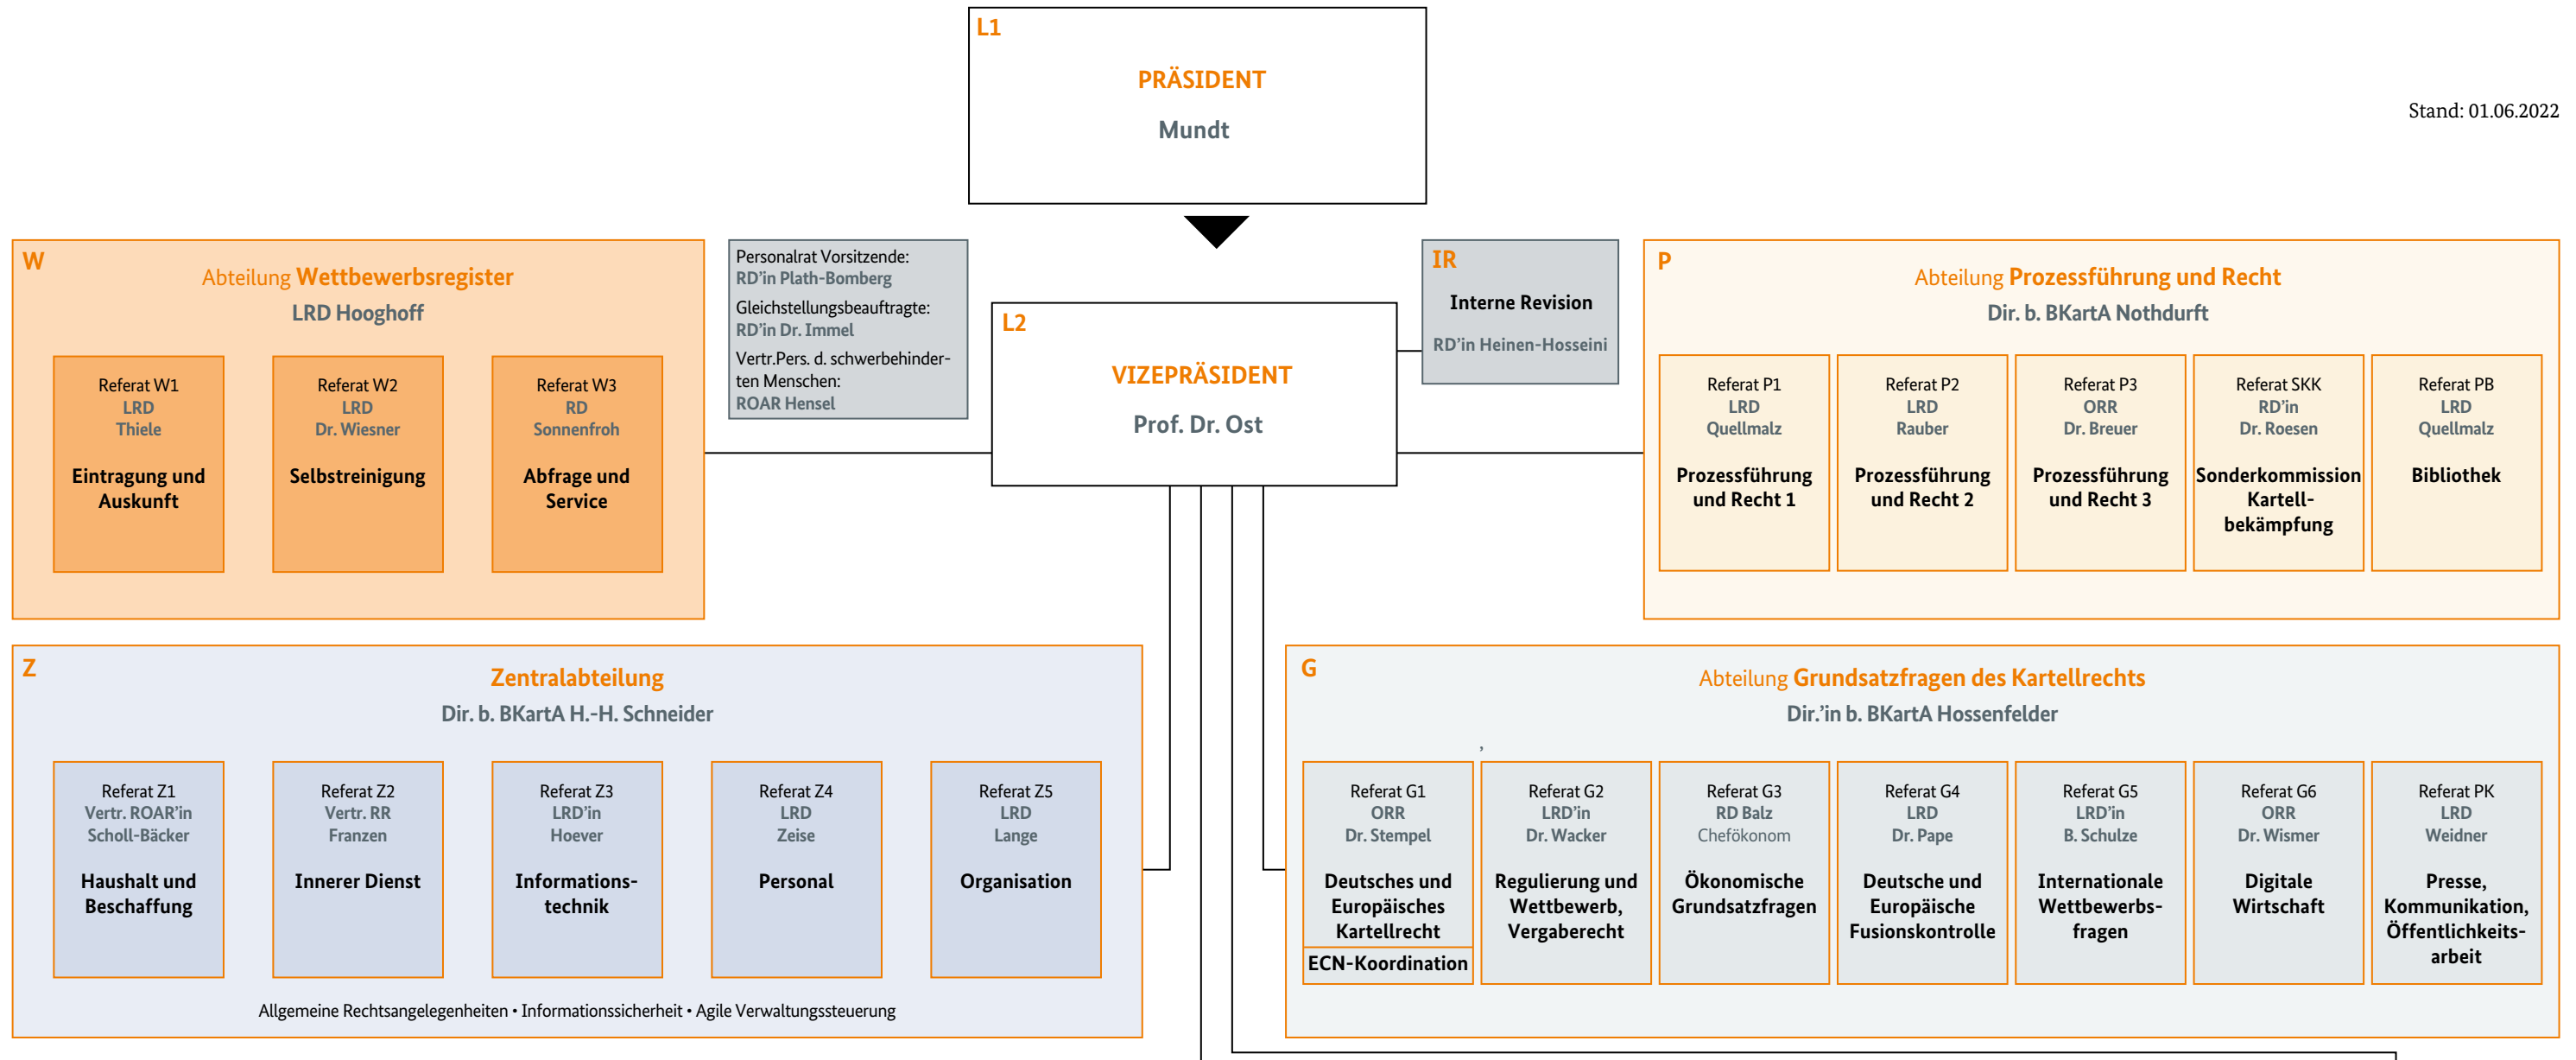 L1
PRÄSIDENT
Mundt
Stand: 01.06.2022
W
Abteilung Wettbewerbsregister
LRD Hooghoff
Referat W1
LRD
Thiele
Eintragung und
Auskunft
Referat W2
LRD
Dr. Wiesner
Selbstreinigung
Referat W3
RD
Sonnenfroh
Abfrage und
Service
Personalrat Vorsitzende:
RD’in Plath-Bomberg
Gleichstellungsbeauftragte:
RD’in Dr. Immel
Vertr.Pers. d. schwerbehinder-
ten Menschen:
ROAR Hensel
L2
VIZEPRÄSIDENT
Prof. Dr. Ost
IR
Interne Revision
RD’in Heinen-Hosseini
P
Abteilung Prozessführung und Recht
Dir. b. BKartA Nothdurft
Referat P1
LRD
Quellmalz
Prozessführung
und Recht 1
Referat P2
LRD
Rauber
Prozessführung
und Recht 2
Referat P3
ORR
Dr. Breuer
Prozessführung
und Recht 3
Referat SKK
RD’in
Dr. Roesen
Sonderkommission
Kartell-
bekämpfung
Referat PB
LRD
Quellmalz
Bibliothek
Z
Zentralabteilung
Dir. b. BKartA H.-H. Schneider
Referat Z1
Vertr. ROAR’in
Scholl-Bäcker
Haushalt und
Beschaffung
Referat Z2
Vertr. RR
Franzen
Innerer Dienst
Referat Z3
LRD’in
Hoever
Informations-
technik
Referat Z4
LRD
Zeise
Personal
Referat Z5
LRD
Lange
Organisation
Allgemeine Rechtsangelegenheiten • Informationssicherheit • Agile Verwaltungssteuerung
G
Abteilung Grundsatzfragen des Kartellrechts
Dir.’in b. BKartA Hossenfelder
,
Referat G1
ORR
Dr. Stempel
Deutsches und
Europäisches
Kartellrecht
ECN-Koordination
Referat G2
LRD’in
Dr. Wacker
Regulierung und
Wettbewerb,
Vergaberecht
Referat G3
RD Balz
Chefökonom
Ökonomische
Grundsatzfragen
Referat G4
LRD
Dr. Pape
Deutsche und
Europäische
Fusionskontrolle
Referat G5
LRD’in
B. Schulze
Internationale
Wettbewerbs-
fragen
Referat G6
ORR
Dr. Wismer
Digitale
Wirtschaft
Referat PK
LRD
Weidner
Presse,
Kommunikation,
Öffentlichkeits-
arbeit